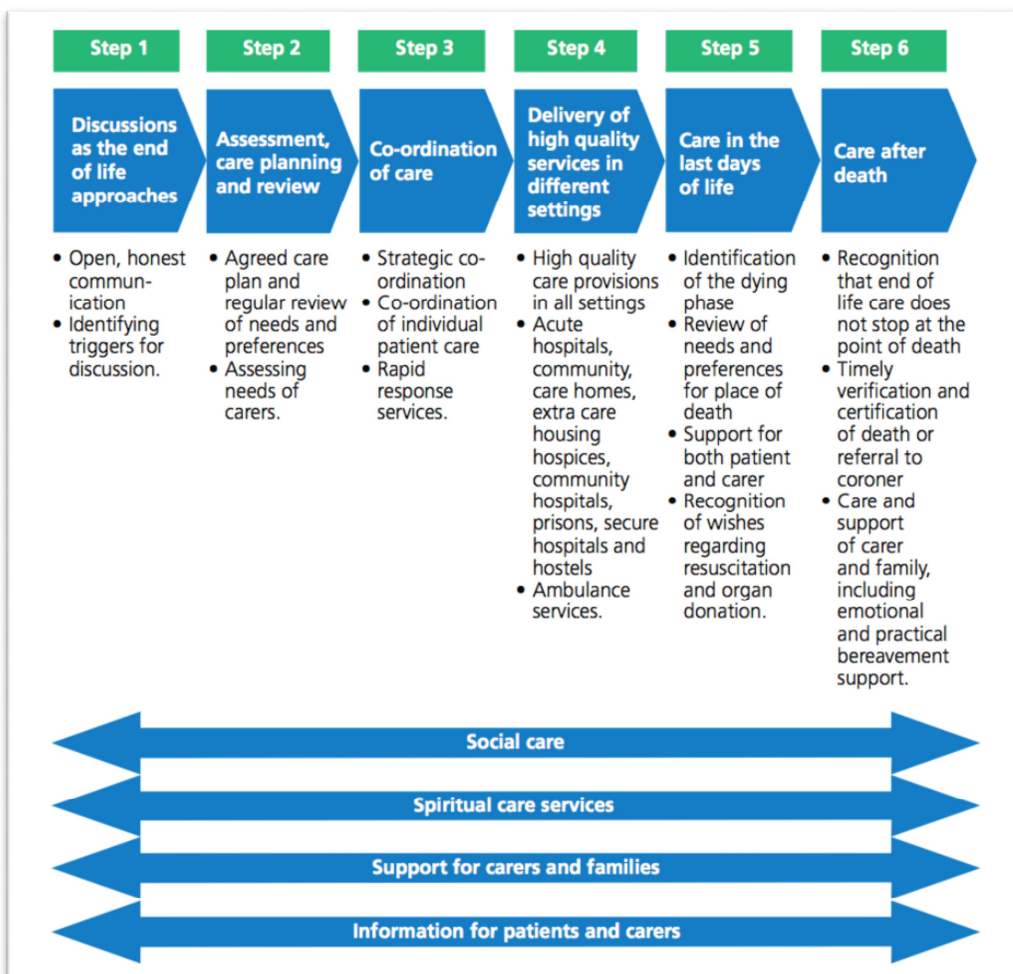 Step 1
Step 2
Step 3
Step 4
Step 5
Step 6
Discussions
as the end
of life
approaches
Assessment,
care planning
and review
Co-ordination
of care
Delivery of
high quality
services in
different
settings
Care in the
last days
of life
Care after
death
• Open, honest
commun-
ication
• Identifying
triggers for
discussion.
• Agreed care
plan and
regular review
of needs and
preferences
• Assessing
needs of
carers.
• Strategic co-
ordination
• Co-ordination
of individual
patient care
• Rapid
response
services.
• High quality
care provisions
in all settings
• Acute
hospitals,
community,
care homes,
extra care
housing
hospices,
community
hospitals,
prisons, secure
hospitals and
hostels
• Ambulance
services.
• Identification
of the dying
phase
• Review of
needs and
preferences
for place of
death
• Support for
both patient
and carer
• Recognition
of wishes
regarding
resuscitation
and organ
donation.
• Recognition
that end of
life care does
not stop at the
point of death
• Timely
verification and
certification
of death or
referral to
coroner
• Care and
support
of carer
and family,
including
emotional
and practical
bereavement
support.
Social care
Spiritual care services
Support for carers and families
Information for patients and carers